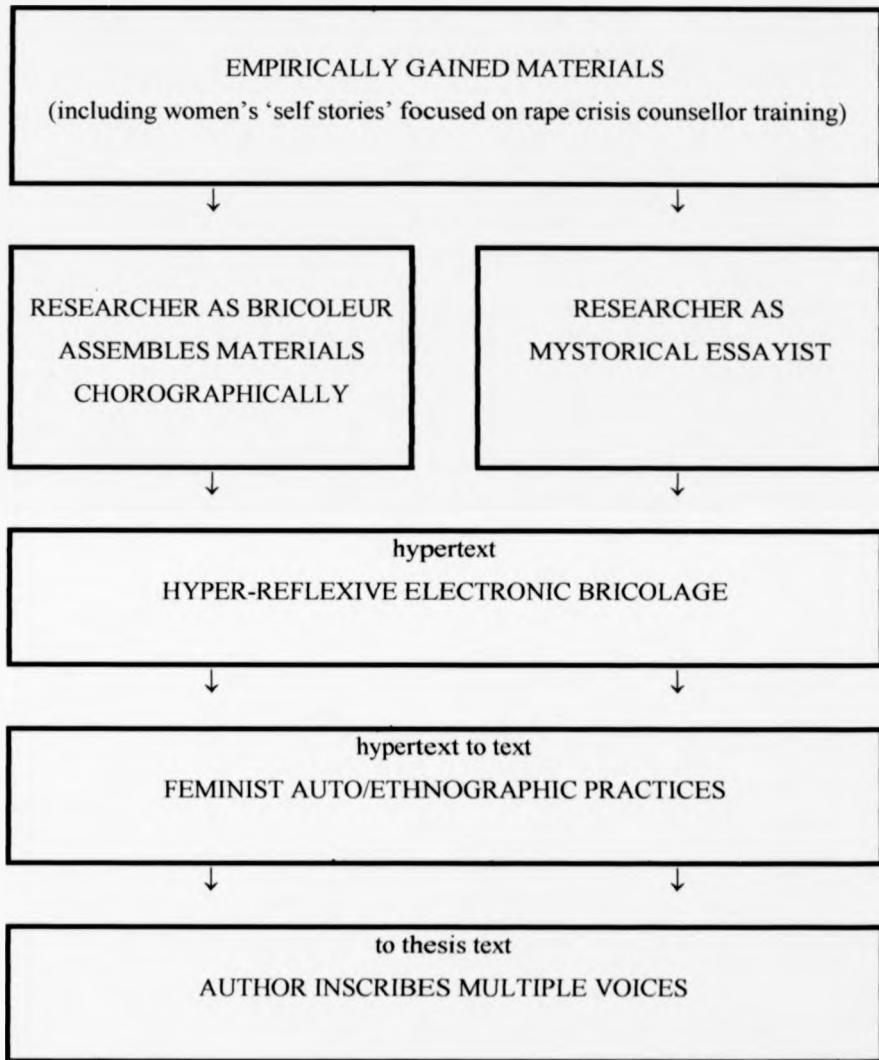 EMPIRICALLY GAINED MATERIALS
(including women's 'self stories' focused on rape crisis counsellor training)
↓ ↓
RESEARCHER AS BRICOLEUR
ASSEMBLES MATERIALS
CHOROGRAPHICALLY
RESEARCHER AS
MYSTORICAL ESSAYIST
↓ ↓
hypertext
HYPER-REFLEXIVE ELECTRONIC BRICOLAGE
↓ ↓
hypertext to text
FEMINIST AUTO/ETHNOGRAPHIC PRACTICES
↓ ↓
to thesis text
AUTHOR INSCRIBES MULTIPLE VOICES